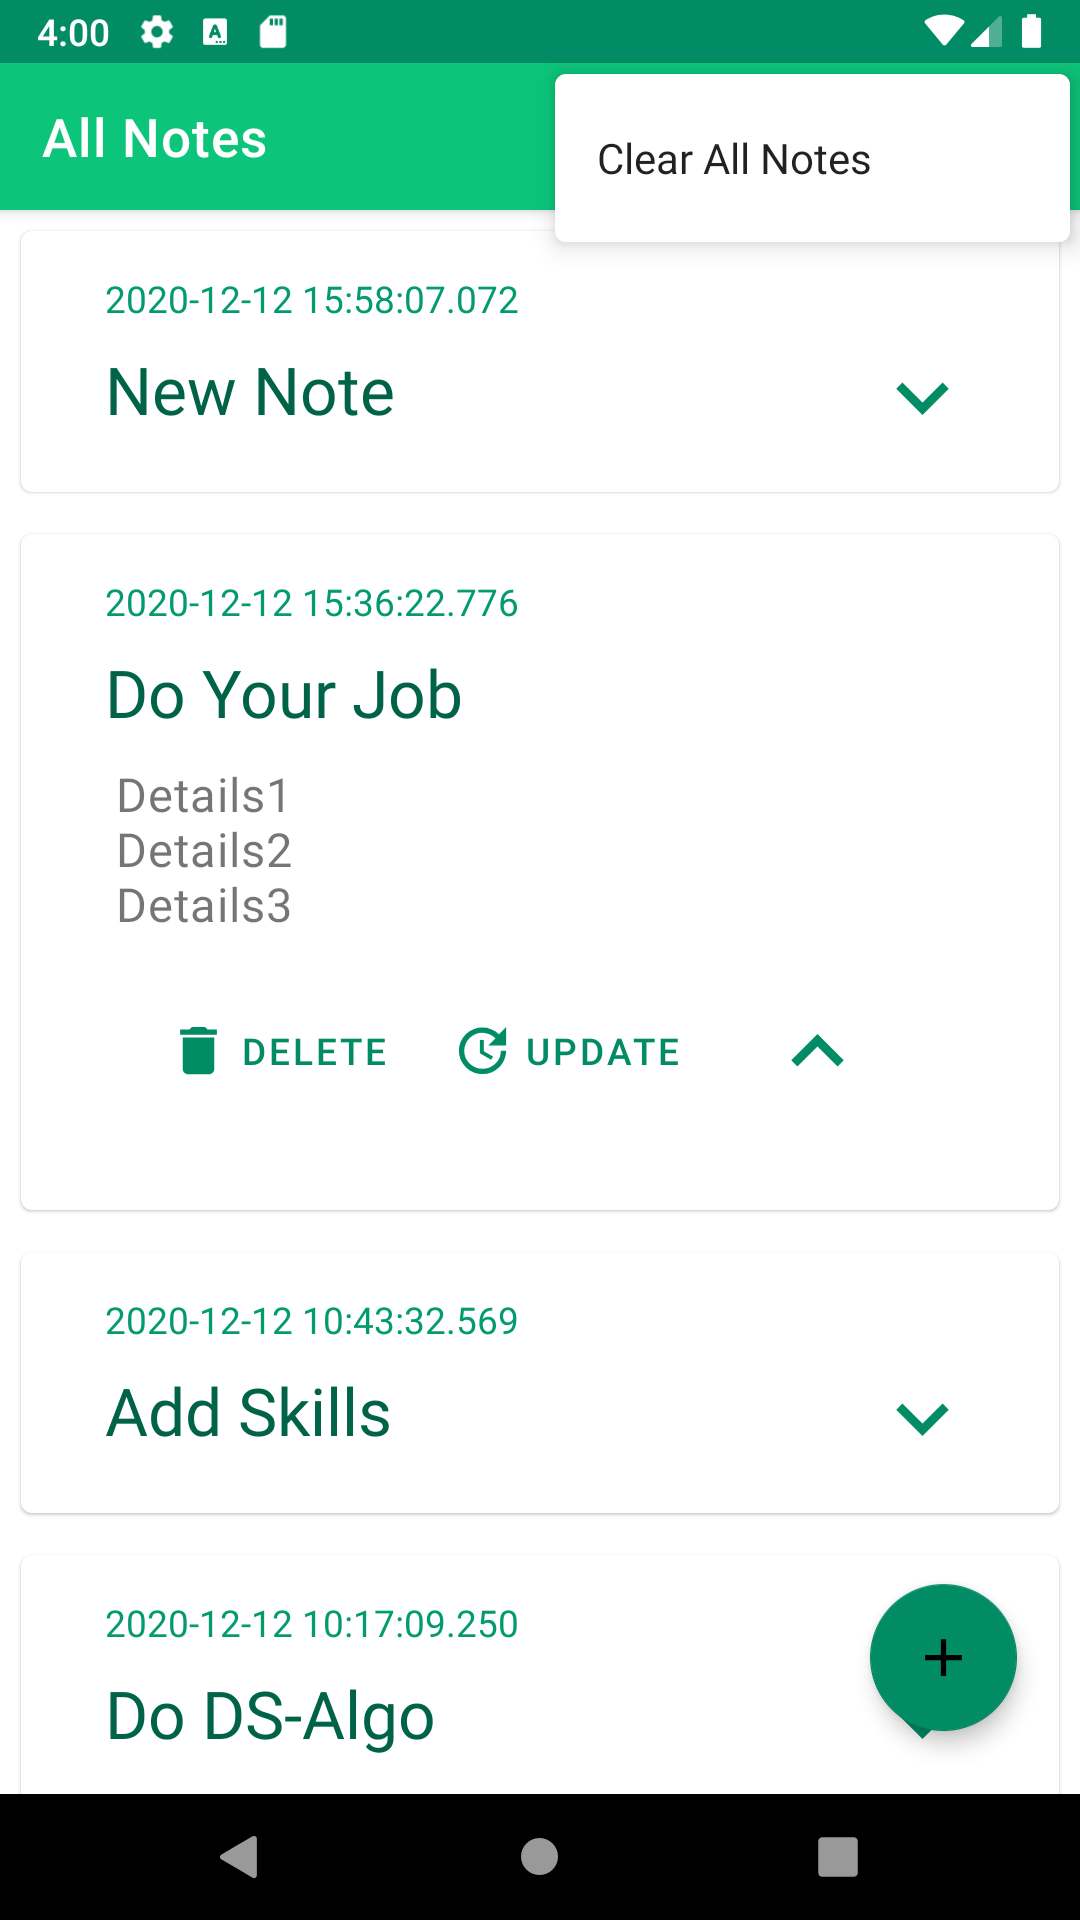 4:00
All Notes
Clear All Notes
2020-12-12 15:58:07.072
New Note
2020-12-12 15:36:22.776
Do Your Job
Details1
Details2
Details3
DELETE UPDATE
2020-12-12 10:43:32.569
Add Skills
2020-12-12 10:17:09.250
Do DS-Algo